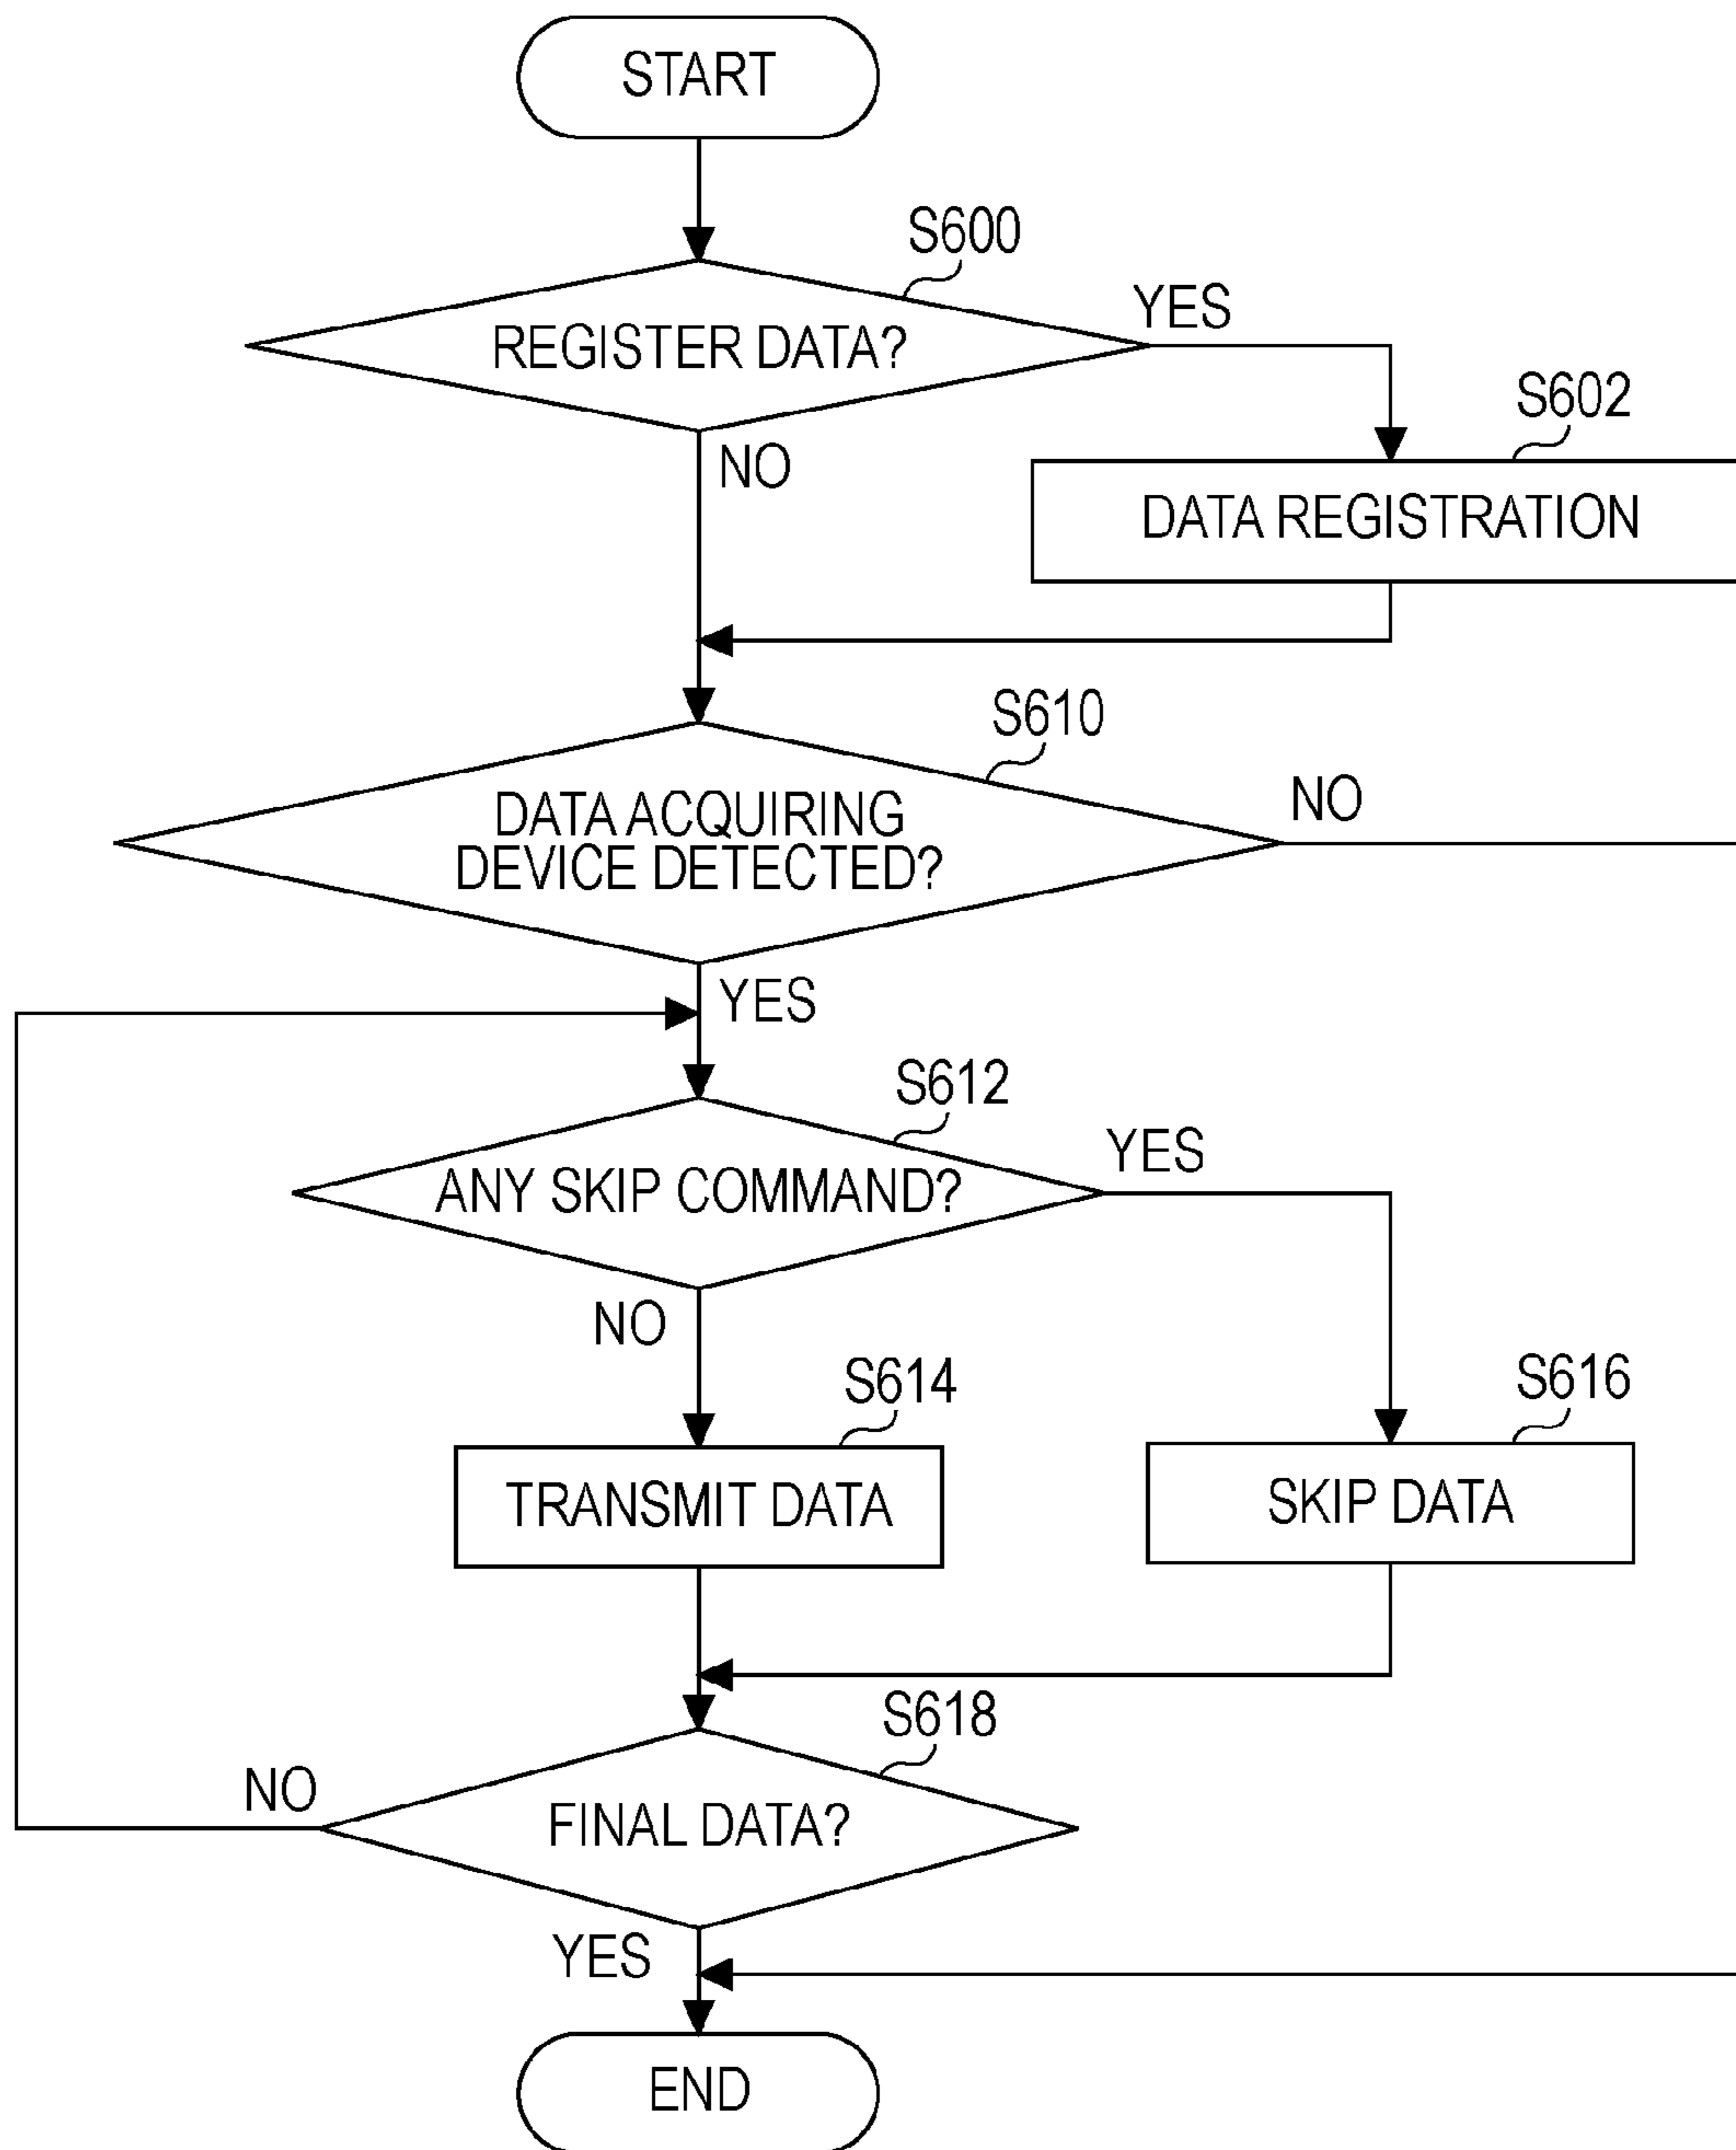 START
S600
REGISTER DATA?
YES
NO
S602
DATA REGISTRATION
S610
DATA ACQUIRING
DEVICE DETECTED?
NO
YES
S612
ANY SKIP COMMAND?
YES
NO
S614
TRANSMIT DATA
S616
SKIP DATA
S618
FINAL DATA?
NO
YES
END